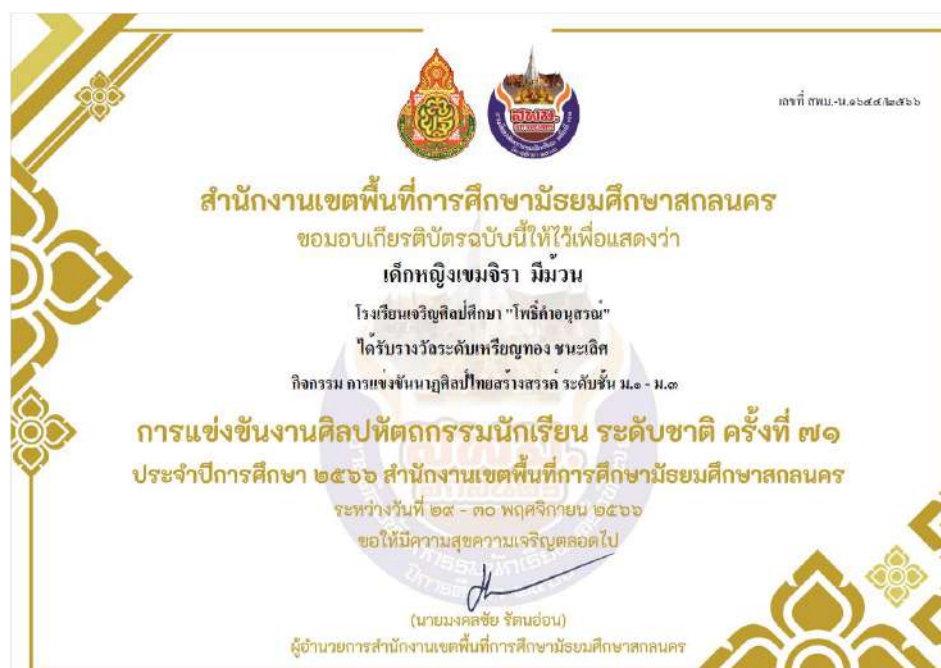 เลขที่ สพม.-น.๑๖๔๔/๒๕๖๖
สพม.
สำนักงานเขตพื้นที่การศึกษามัธยมศึกษาสกลนคร
ขอมอบเกียรติบัตรฉบับนี้ให้ไว้เพื่อแสดงว่า
เด็กหญิงเขมจิรา มีม้วน
โรงเรียนเจริญศิลป์ศึกษา "โพธิ์คำอนุสรณ์"
ได้รับรางวัลระดับเหรียญทอง ชนะเลิศ
กิจกรรม การแข่งขันนาฏศิลป์ไทยสร้างสรรค์ ระดับชั้น ม.๑ - ม.๓
การแข่งขันงานศิลปหัตถกรรมนักเรียน ระดับชาติ ครั้งที่ ๗๑
ประจำปีการศึกษา ๒๕๖๖ สำนักงานเขตพื้นที่การศึกษามัธยมศึกษาสกลนคร
ระหว่างวันที่ ๒๙ - ๓๐ พฤศจิกายน ๒๕๖๖
ขอให้มีความสุขความเจริญตลอดไป
(นายมงคลชัย รัตนอ่อน)
ผู้อำนวยการสำนักงานเขตพื้นที่การศึกษามัธยมศึกษาสกลนคร